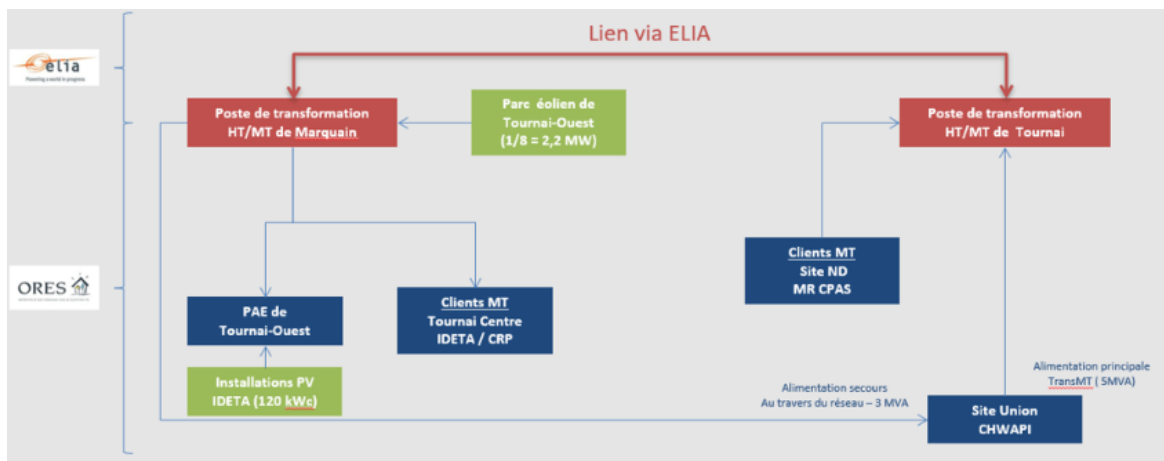 Lien via ELIA
elia
Powering a world in progress
Poste de transformation
HT/MT de Marquain
Parc éolien de
Tournai-Ouest
(1/8 = 2,2 MW)
Poste de transformation
HT/MT de Tournai
Clients MT
Site ND
MR CPAS
ORES
PAE de
Tournai-Ouest
Clients MT
Tournai Centre
IDETA / CRP
Installations PV
IDETA (120 kWc)
Alimentation principale
TransMT ( 5MVA)
Alimentation secours
Au travers du réseau – 3 MVA
Site Union
CHWAPI